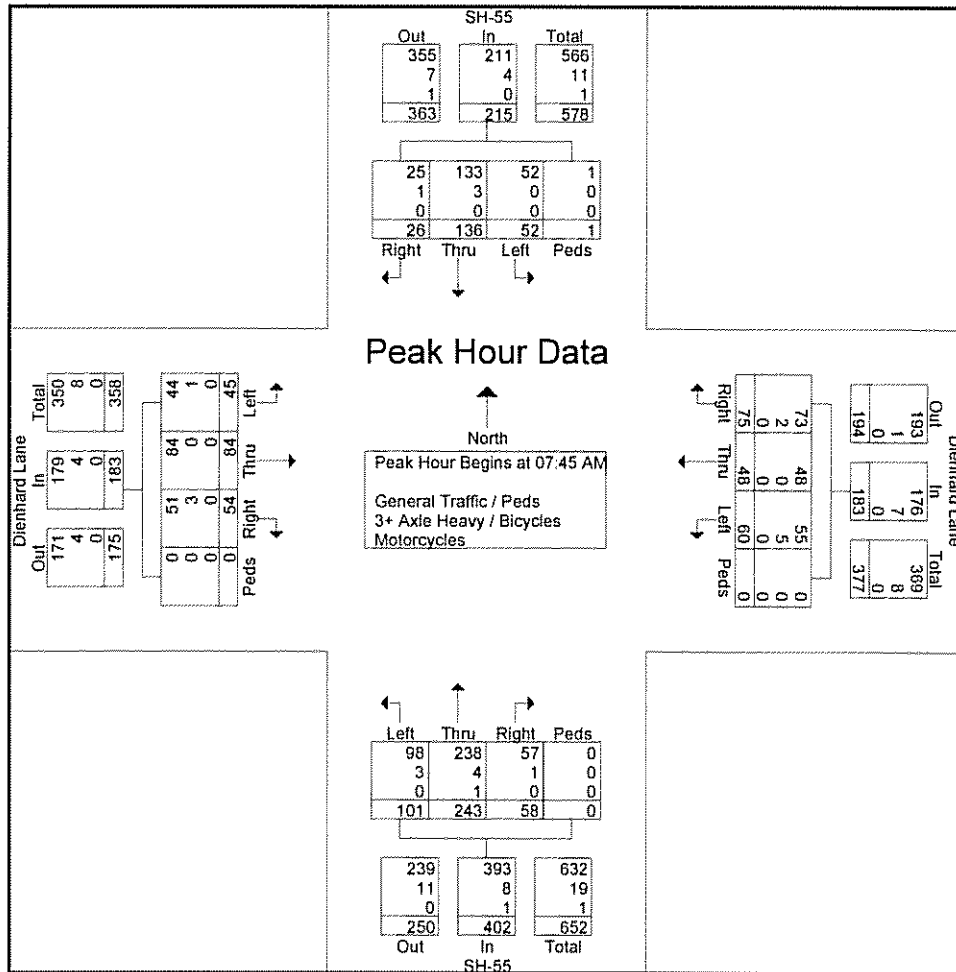 SH-55
Out In Total
355 211 566
7 4 11
1 0 1
363 215 578
25 133 52 1
1 3 0 0
0 0 0 0
26 136 52 1
Right Thru Left Peds
Peak Hour Data
North
Peak Hour Begins at 07:45 AM
General Traffic / Peds
3+ Axle Heavy / Bicycles
Motorcycles
Dienhard Lane
Out In Total
171 179 350
4 4 8
0 0 0
175 183 358
0 51 84 44
0 3 0 1
0 0 0 0
0 54 84 45
Peds Right Thru Left
Dienhard Lane
Out In Total
193 176 369
1 7 8
0 0 0
194 183 377
73 48 55 0
2 0 5 0
0 0 0 0
75 48 60 0
Right Thru Left Peds
Left Thru Right Peds
98 238 57 0
3 4 1 0
0 1 0 0
101 243 58 0
239 393 632
11 8 19
0 1 1
250 402 652
Out In Total
SH-55